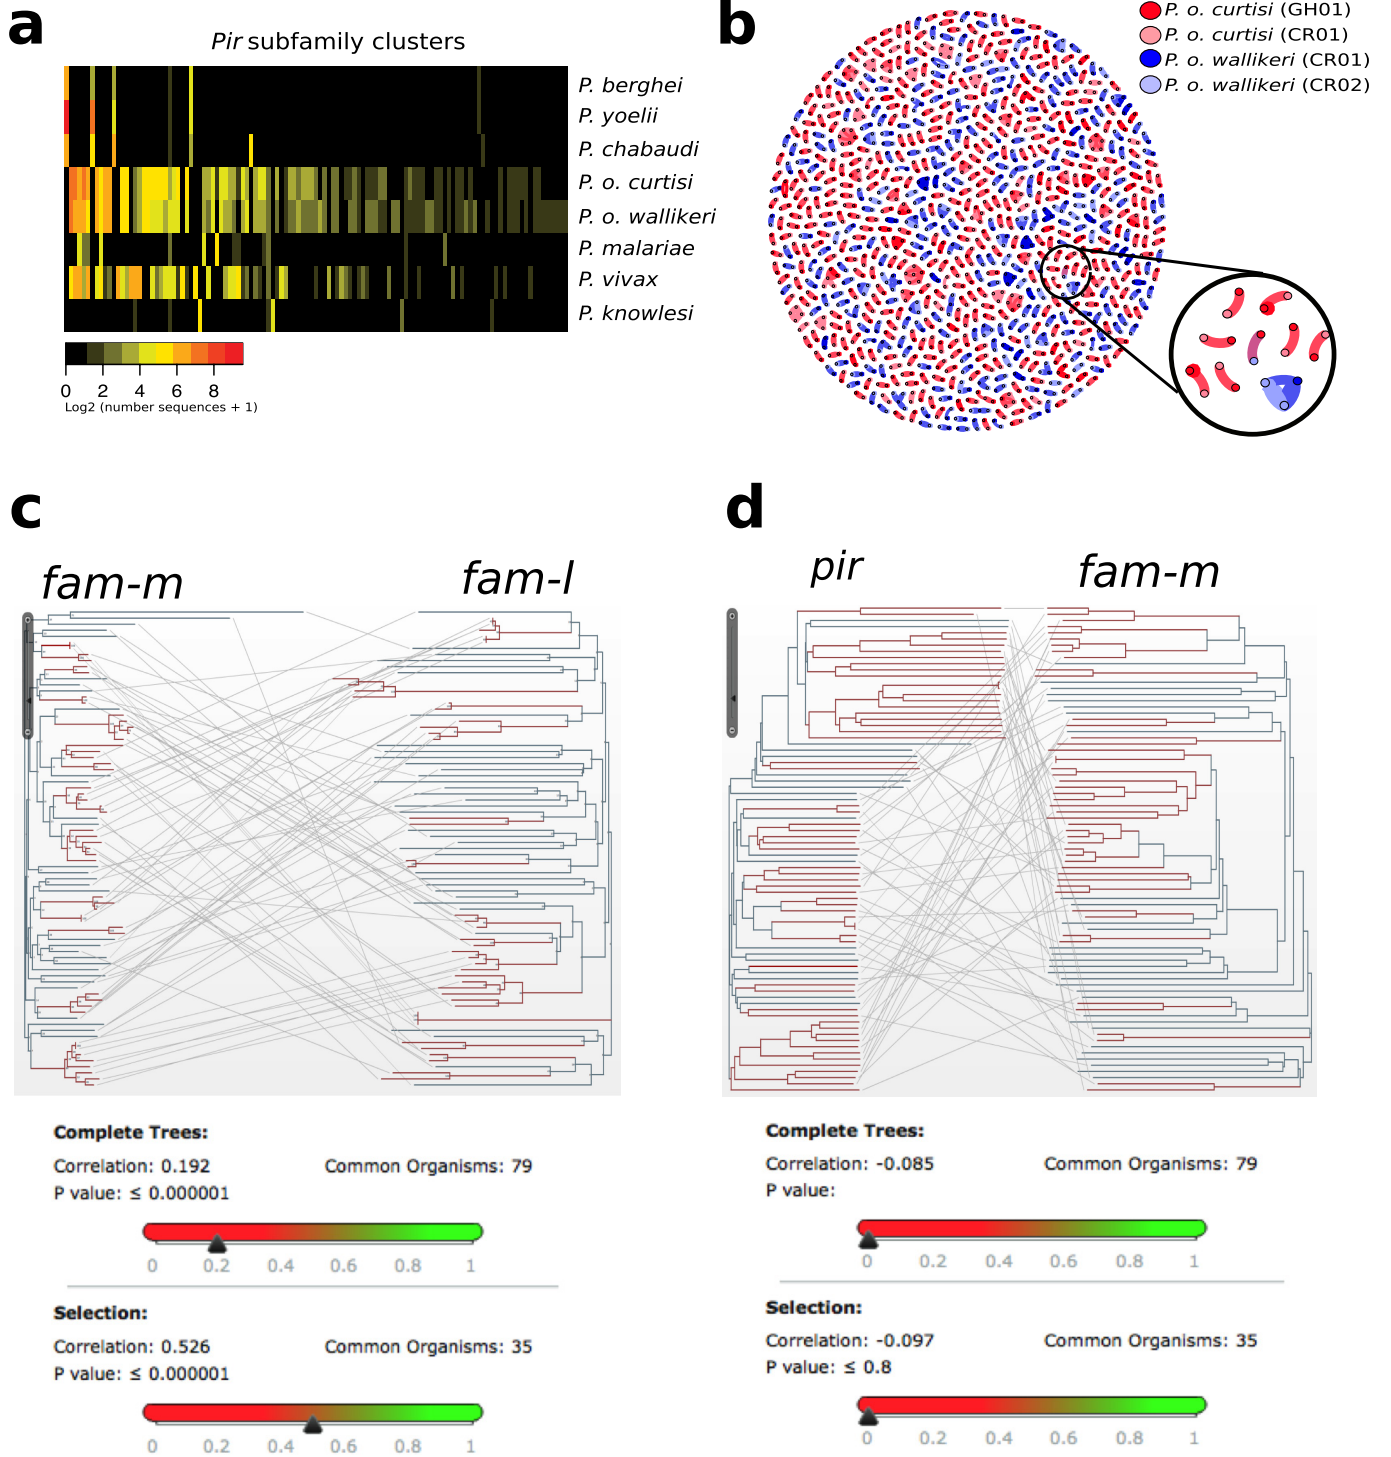 a
Pir subfamily clusters
P. berghei
P. yoelii
P. chabaudi
P. o. curtisi
P. o. wallikeri
P. malariae
P. vivax
P. knowlesi
0 2 4 6 8
Log2 (number sequences + 1)
b
P. o. curtisi (GH01)
P. o. curtisi (CR01)
P. o. wallikeri (CR01)
P. o. wallikeri (CR02)
c
fam-m fam-l
Complete Trees:
Correlation: 0.192 Common Organisms: 79
P value: ≤ 0.000001
0 0.2 0.4 0.6 0.8 1
Selection:
Correlation: 0.526 Common Organisms: 35
P value: ≤ 0.000001
0 0.2 0.4 0.6 0.8 1
d
pir fam-m
Complete Trees:
Correlation: -0.085 Common Organisms: 79
P value:
0 0.2 0.4 0.6 0.8 1
Selection:
Correlation: -0.097 Common Organisms: 35
P value: ≤ 0.8
0 0.2 0.4 0.6 0.8 1